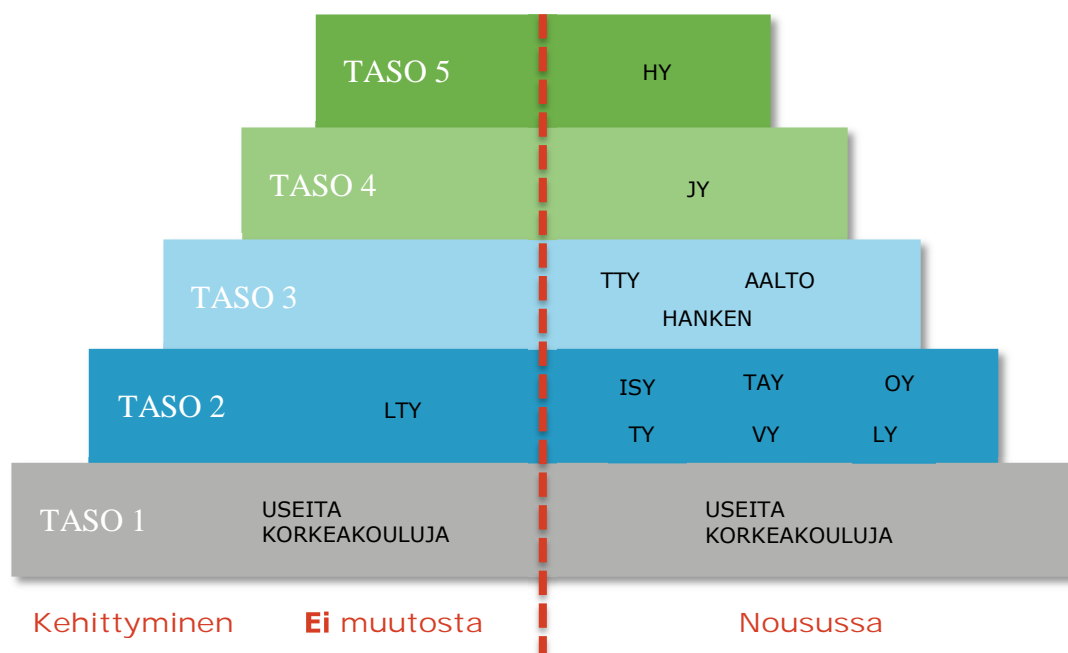 TASO 5 HY
TASO 4 JY
TTY AALTO
TASO 3
HANKEN
ISY TAY OY
TASO 2 LTY
TY VY LY
USEITA USEITA
TASO 1
KORKEAKOULUJA KORKEAKOULUJA
Kehittyminen Ei muutosta Nousussa